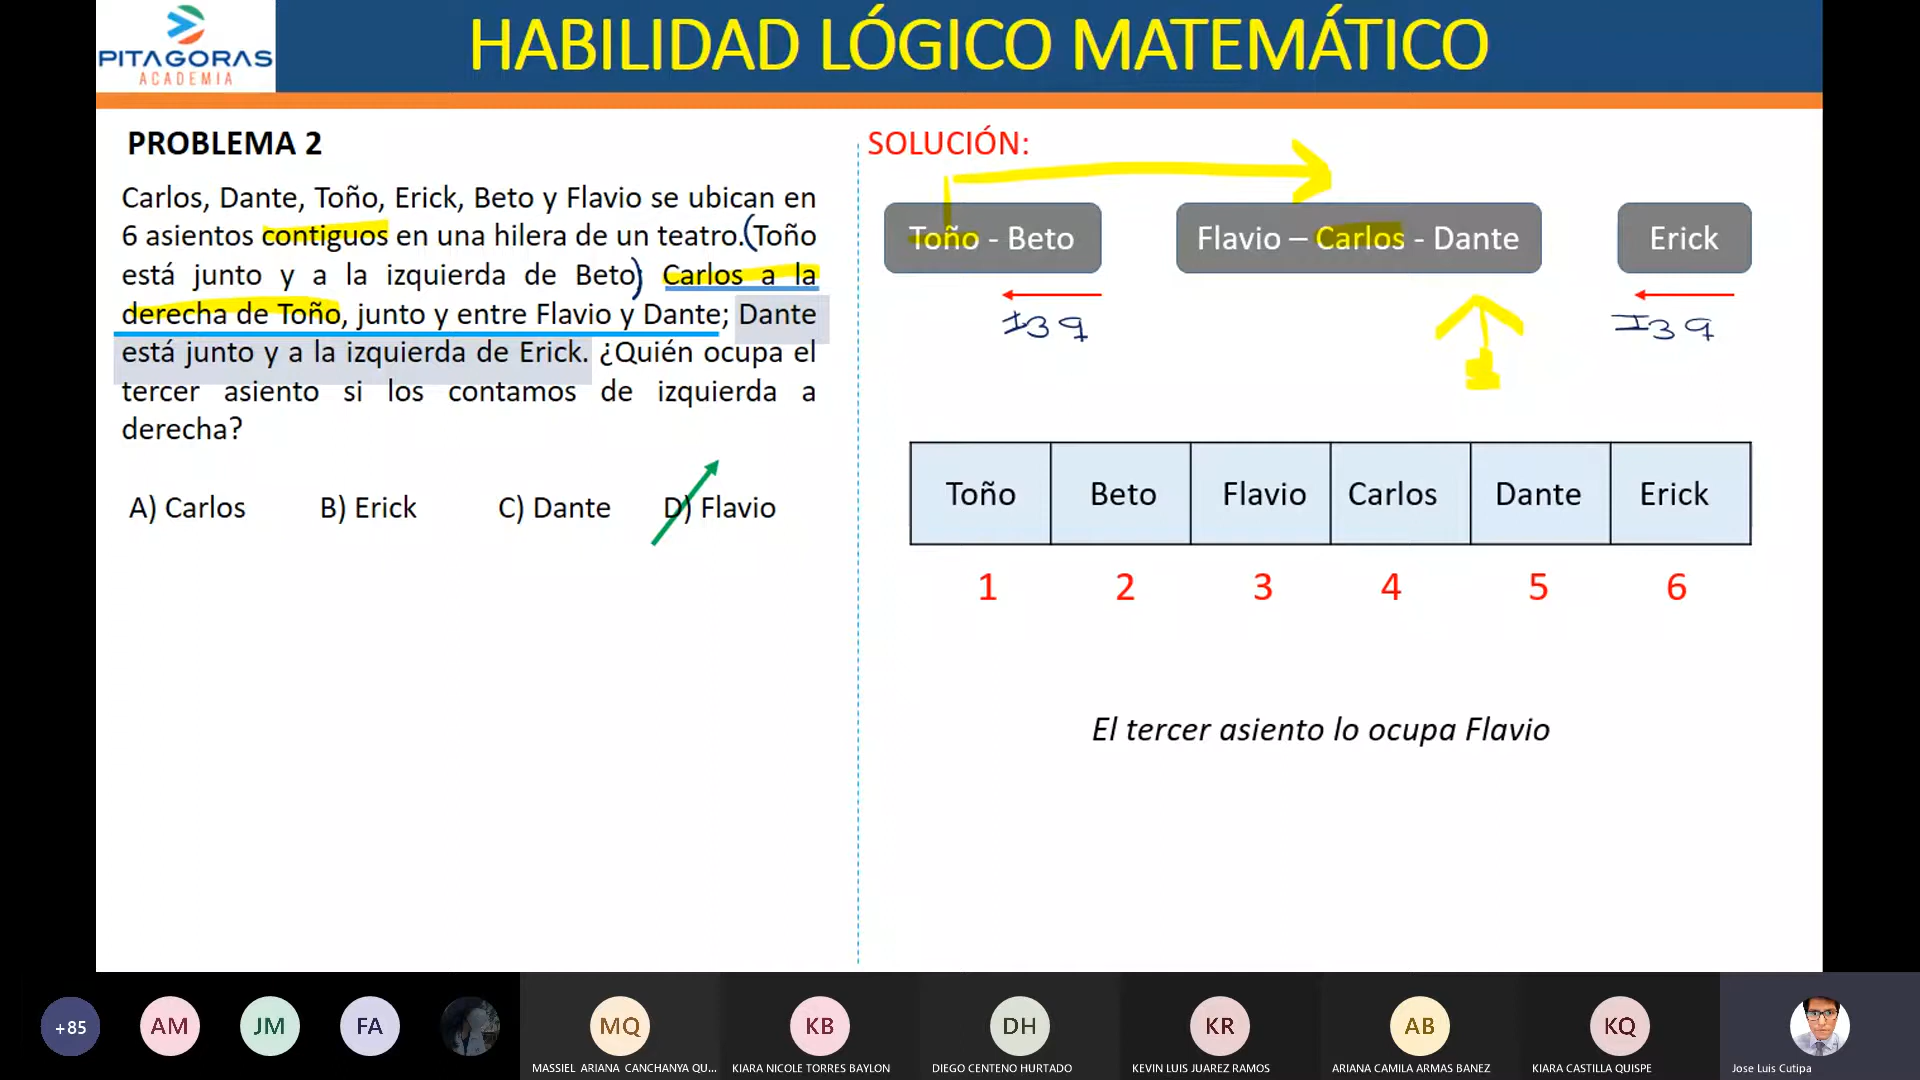 PITAGORAS
ACADEMIA
HABILIDAD LÓGICO MATEMÁTICO
PROBLEMA 2
Carlos, Dante, Toño, Erick, Beto y Flavio se ubican en
6 asientos contiguos en una hilera de un teatro. (Toño
está junto y a la izquierda de Beto) Carlos a la
derecha de Toño, junto y entre Flavio y Dante; Dante
está junto y a la izquierda de Erick. ¿Quién ocupa el
tercer asiento si los contamos de izquierda a
derecha?
A) Carlos B) Erick C) Dante D) Flavio
SOLUCIÓN:
Toño - Beto Flavio – Carlos - Dante Erick
Izq Izq
Toño Beto Flavio Carlos Dante Erick
1 2 3 4 5 6
El tercer asiento lo ocupa Flavio
+85 AM JM FA MQ KB DH KR AB KQ
MASSIEL ARIANA CANCHANYA QU... KIARA NICOLE TORRES BAYLON DIEGO CENTENO HURTADO KEVIN LUIS JUAREZ RAMOS ARIANA CAMILA ARMAS BANEZ KIARA CASTILLA QUISPE Jose Luis Cutipa